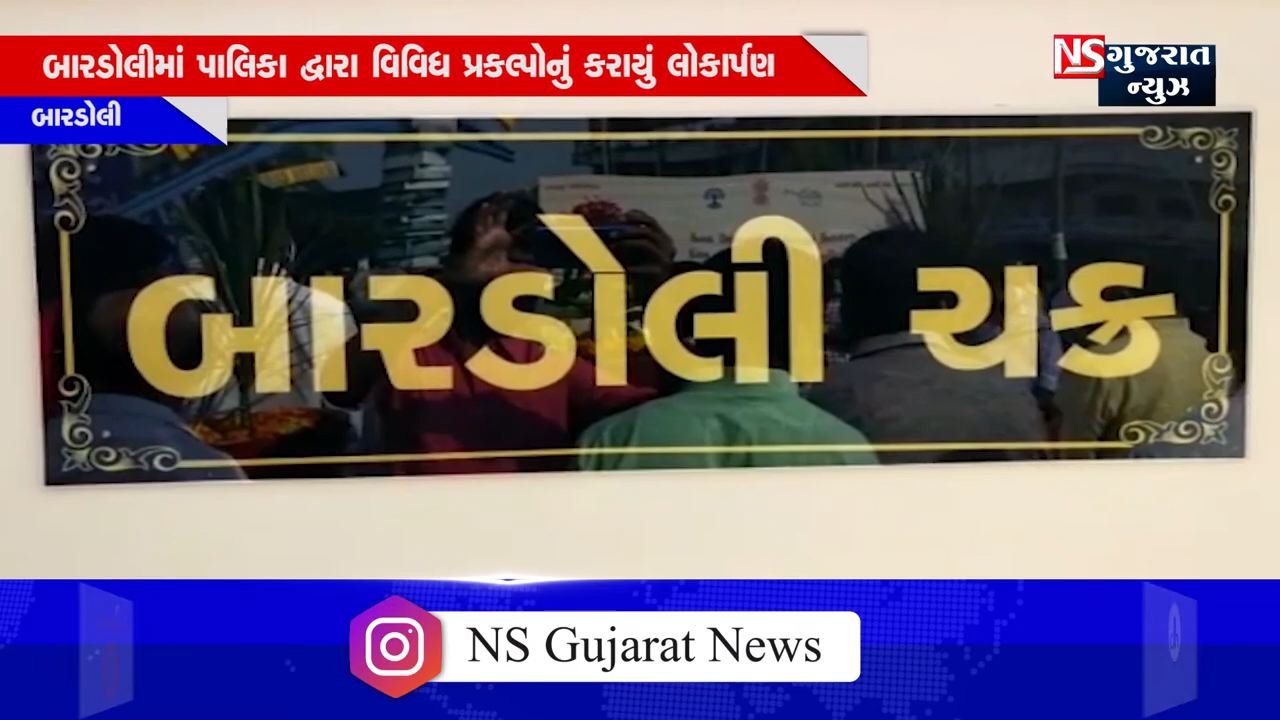 બારડોલીમાં પાલિકા દ્વારા વિવિધ પ્રકલ્પોનું કરાયું લોકાર્પણ
NS ગુજરાત
ન્યુઝ
બારડોલી
બારડોલી ચક્ર
NS Gujarat News